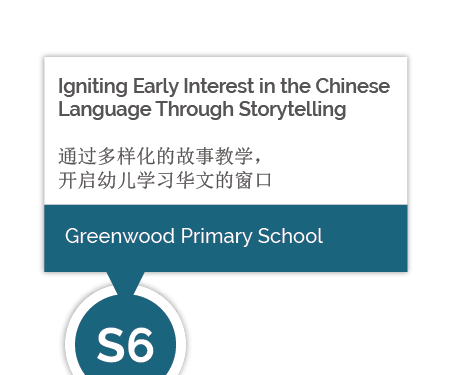 Igniting Early Interest in the Chinese
Language Through Storytelling
通过多样化的故事教学，
开启幼儿学习华文的窗口
Greenwood Primary School
S6